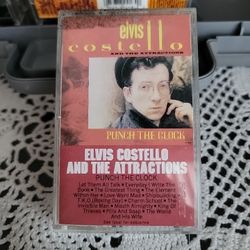 elvis
costello
AND THE ATTRACTIONS
PUNCH THE CLOCK
ELVIS COSTELLO
AND THE ATTRACTIONS
PUNCH THE CLOCK
Let Them All Talk • Everyday I Write The
Book • The Greatest Thing • The Element
Within Her • Love Went Mad • Shipbuilding
T.K.O. (Boxing Day) • Charm School • The
Invisible Man • Mouth Almighty • King Of
Thieves • Pills And Soap • The World
And His Wife